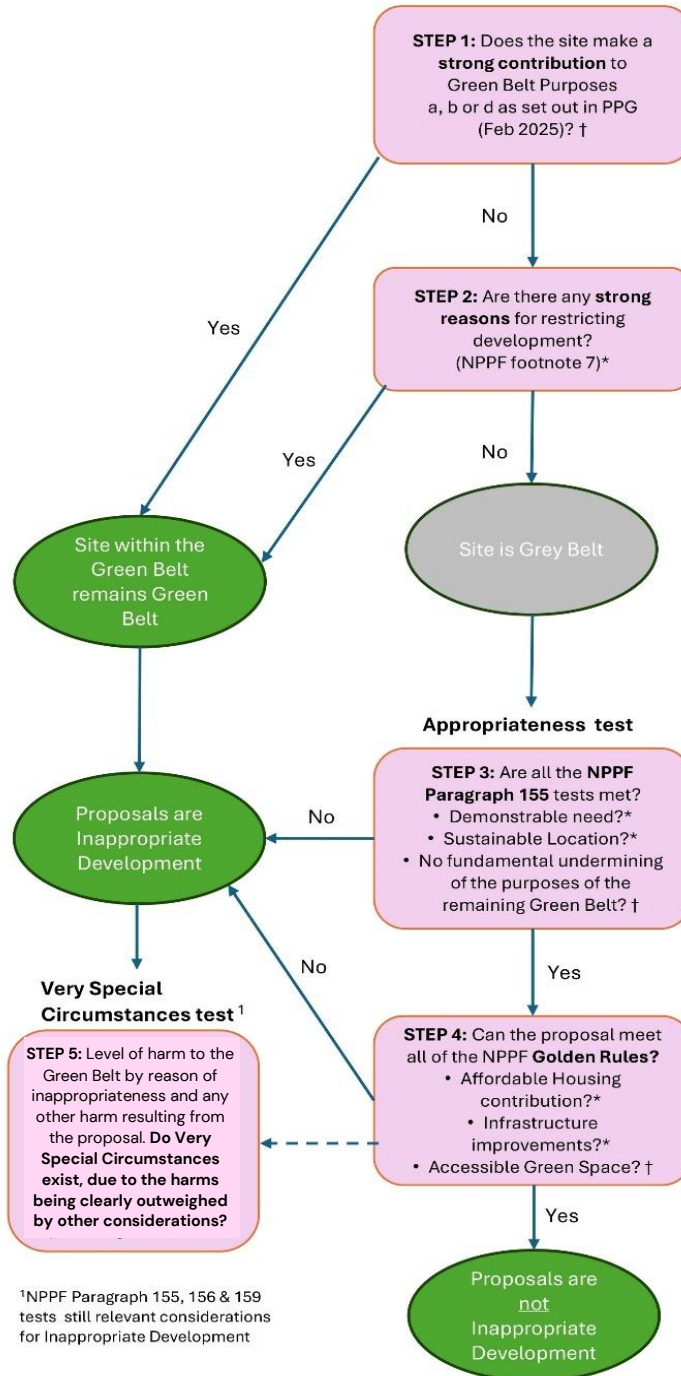 STEP 1: Does the site make a
strong contribution to
Green Belt Purposes
a, b or d as set out in PPG
(Feb 2025)? †
No
Yes
STEP 2: Are there any strong
reasons for restricting
development?
(NPPF footnote 7)*
Yes
No
Site within the
Green Belt
remains Green
Belt
Site is Grey Belt
Appropriateness test
STEP 3: Are all the NPPF
Paragraph 155 tests met?
• Demonstrable need?*
• Sustainable Location?*
• No fundamental undermining
of the purposes of the
remaining Green Belt? †
No
Proposals are
Inappropriate
Development
Yes
No
Very Special
Circumstances test ¹
STEP 4: Can the proposal meet
all of the NPPF Golden Rules?
• Affordable Housing
contribution?*
• Infrastructure
improvements?*
• Accessible Green Space? †
STEP 5: Level of harm to the
Green Belt by reason of
inappropriateness and any
other harm resulting from
the proposal. Do Very
Special Circumstances
exist, due to the harms
being clearly outweighed
by other considerations?
Yes
Proposals are
not
Inappropriate
Development
¹NPPF Paragraph 155, 156 & 159
tests still relevant considerations
for Inappropriate Development